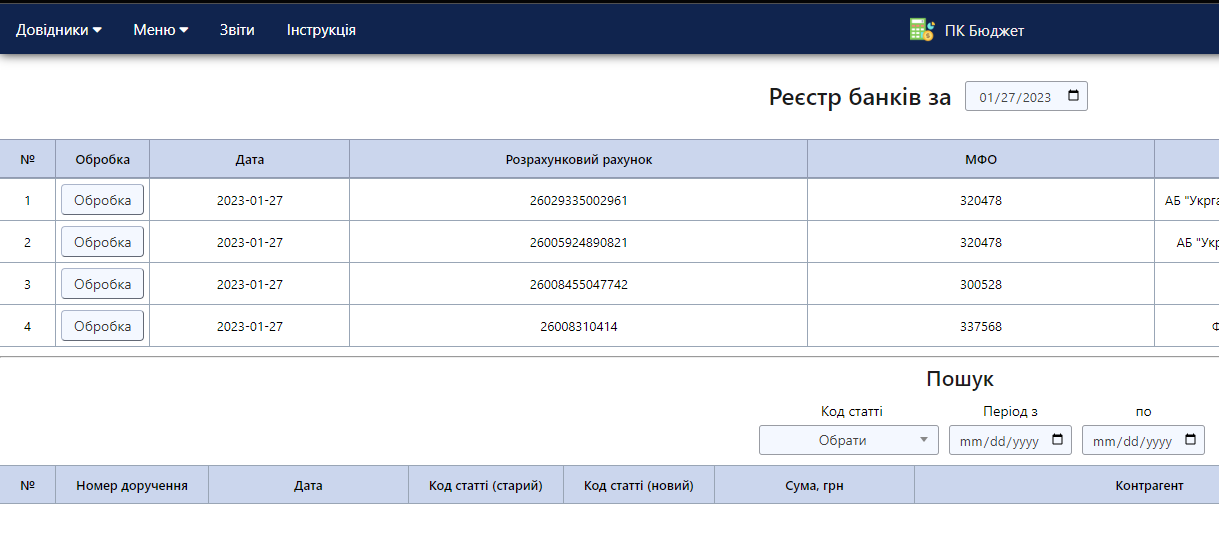 Довідники Меню Звіти Інструкція ПК Бюджет
Реєстр банків за 01/27/2023
№ Обробка Дата Розрахунковий рахунок МФО
1 Обробка 2023-01-27 26029335002961 320478 АБ "Укрга
2 Обробка 2023-01-27 26005924890821 320478 АБ "Укр
3 Обробка 2023-01-27 26008455047742 300528
4 Обробка 2023-01-27 26008310414 337568 Ф
Пошук
Код статті Період з по
Обрати mm/dd/yyyy mm/dd/yyyy
№ Номер доручення Дата Код статті (старий) Код статті (новий) Сума, грн Контрагент